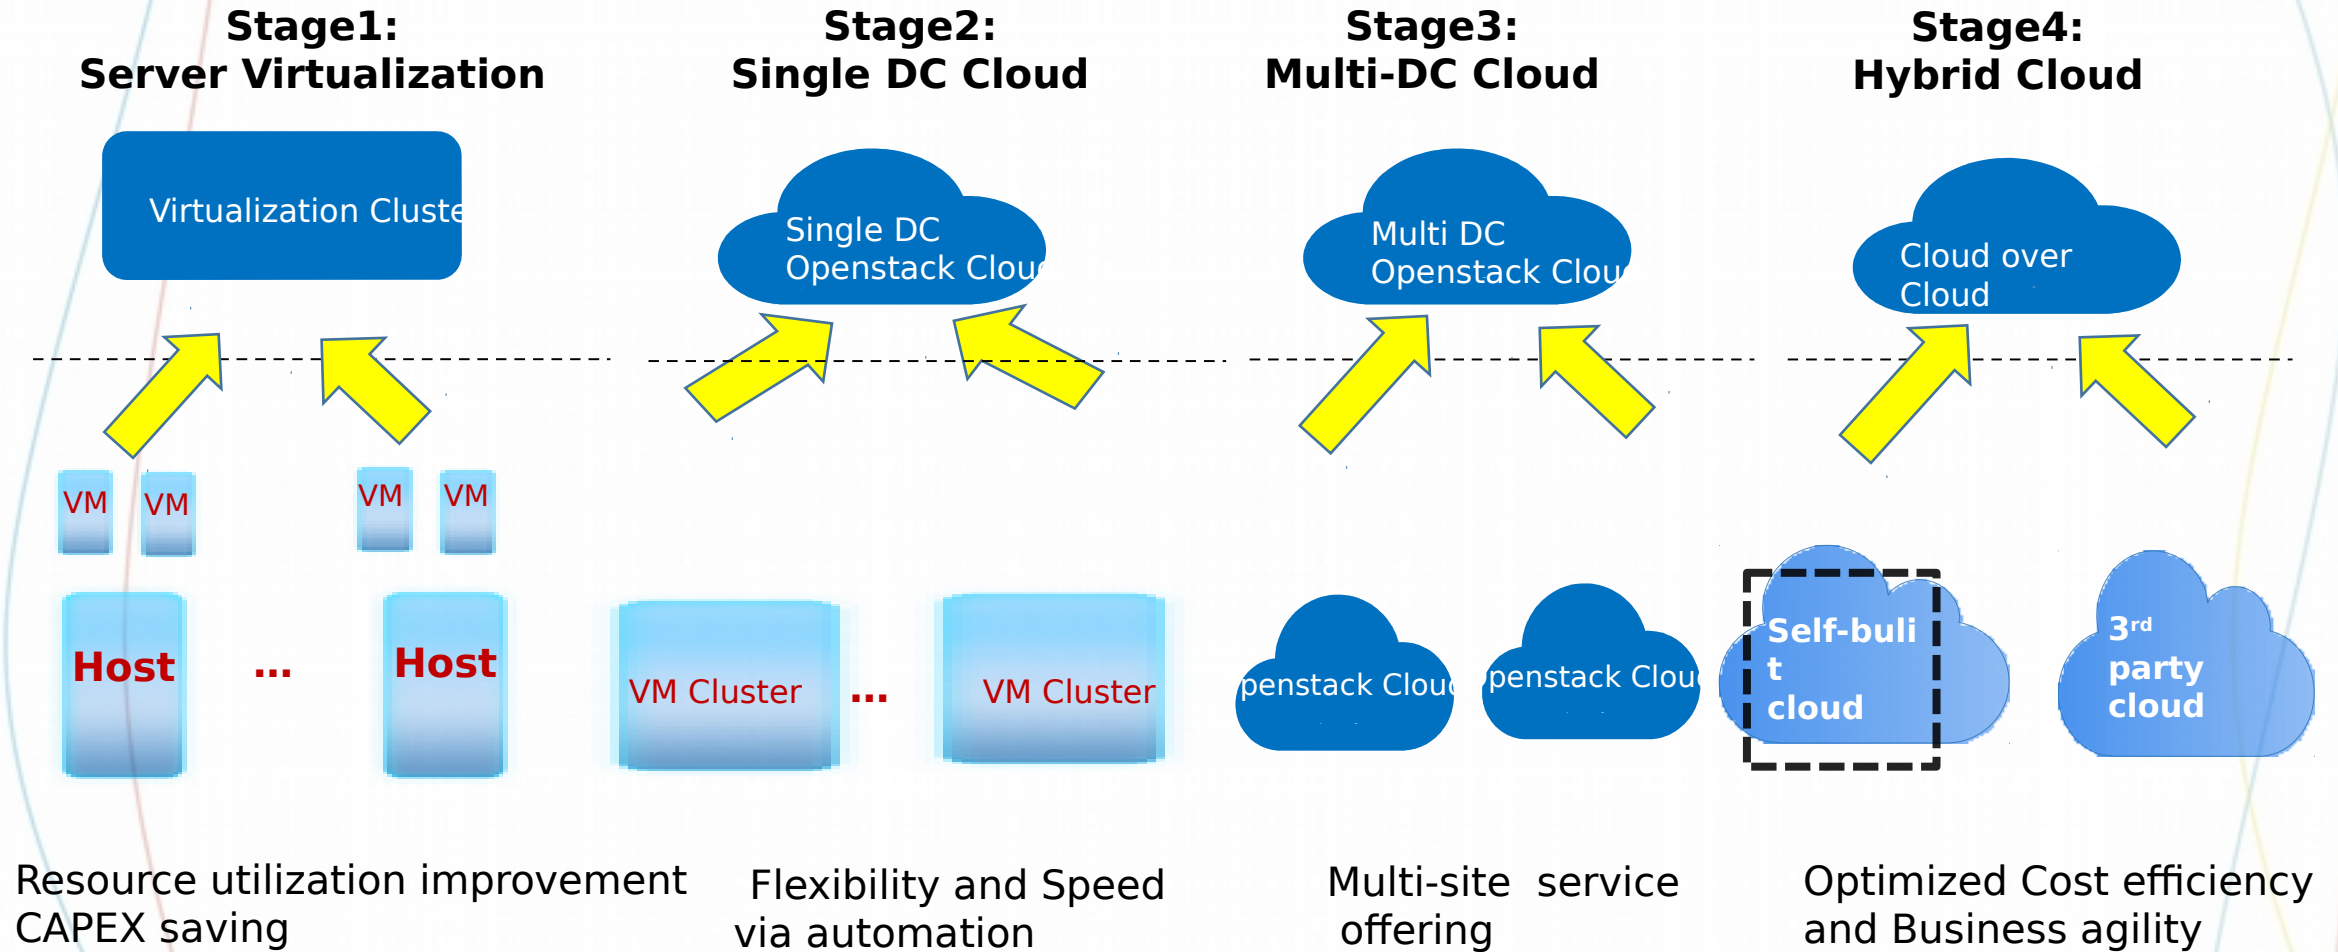 Stage1:
Server Virtualization
Stage2:
Single DC Cloud
Stage3:
Multi-DC Cloud
Stage4:
Hybrid Cloud
Virtualization Cluste
Single DC
Openstack Cloud
Multi DC
Openstack Clou
Cloud over
Cloud
VM
VM
VM
VM
Host
...
Host
VM Cluster
...
VM Cluster
penstack Cloud
penstack Clou
Self-buli
t
cloud
3rd
party
cloud
Resource utilization improvement
CAPEX saving
Flexibility and Speed
via automation
Multi-site service
offering
Optimized Cost efficiency
and Business agility